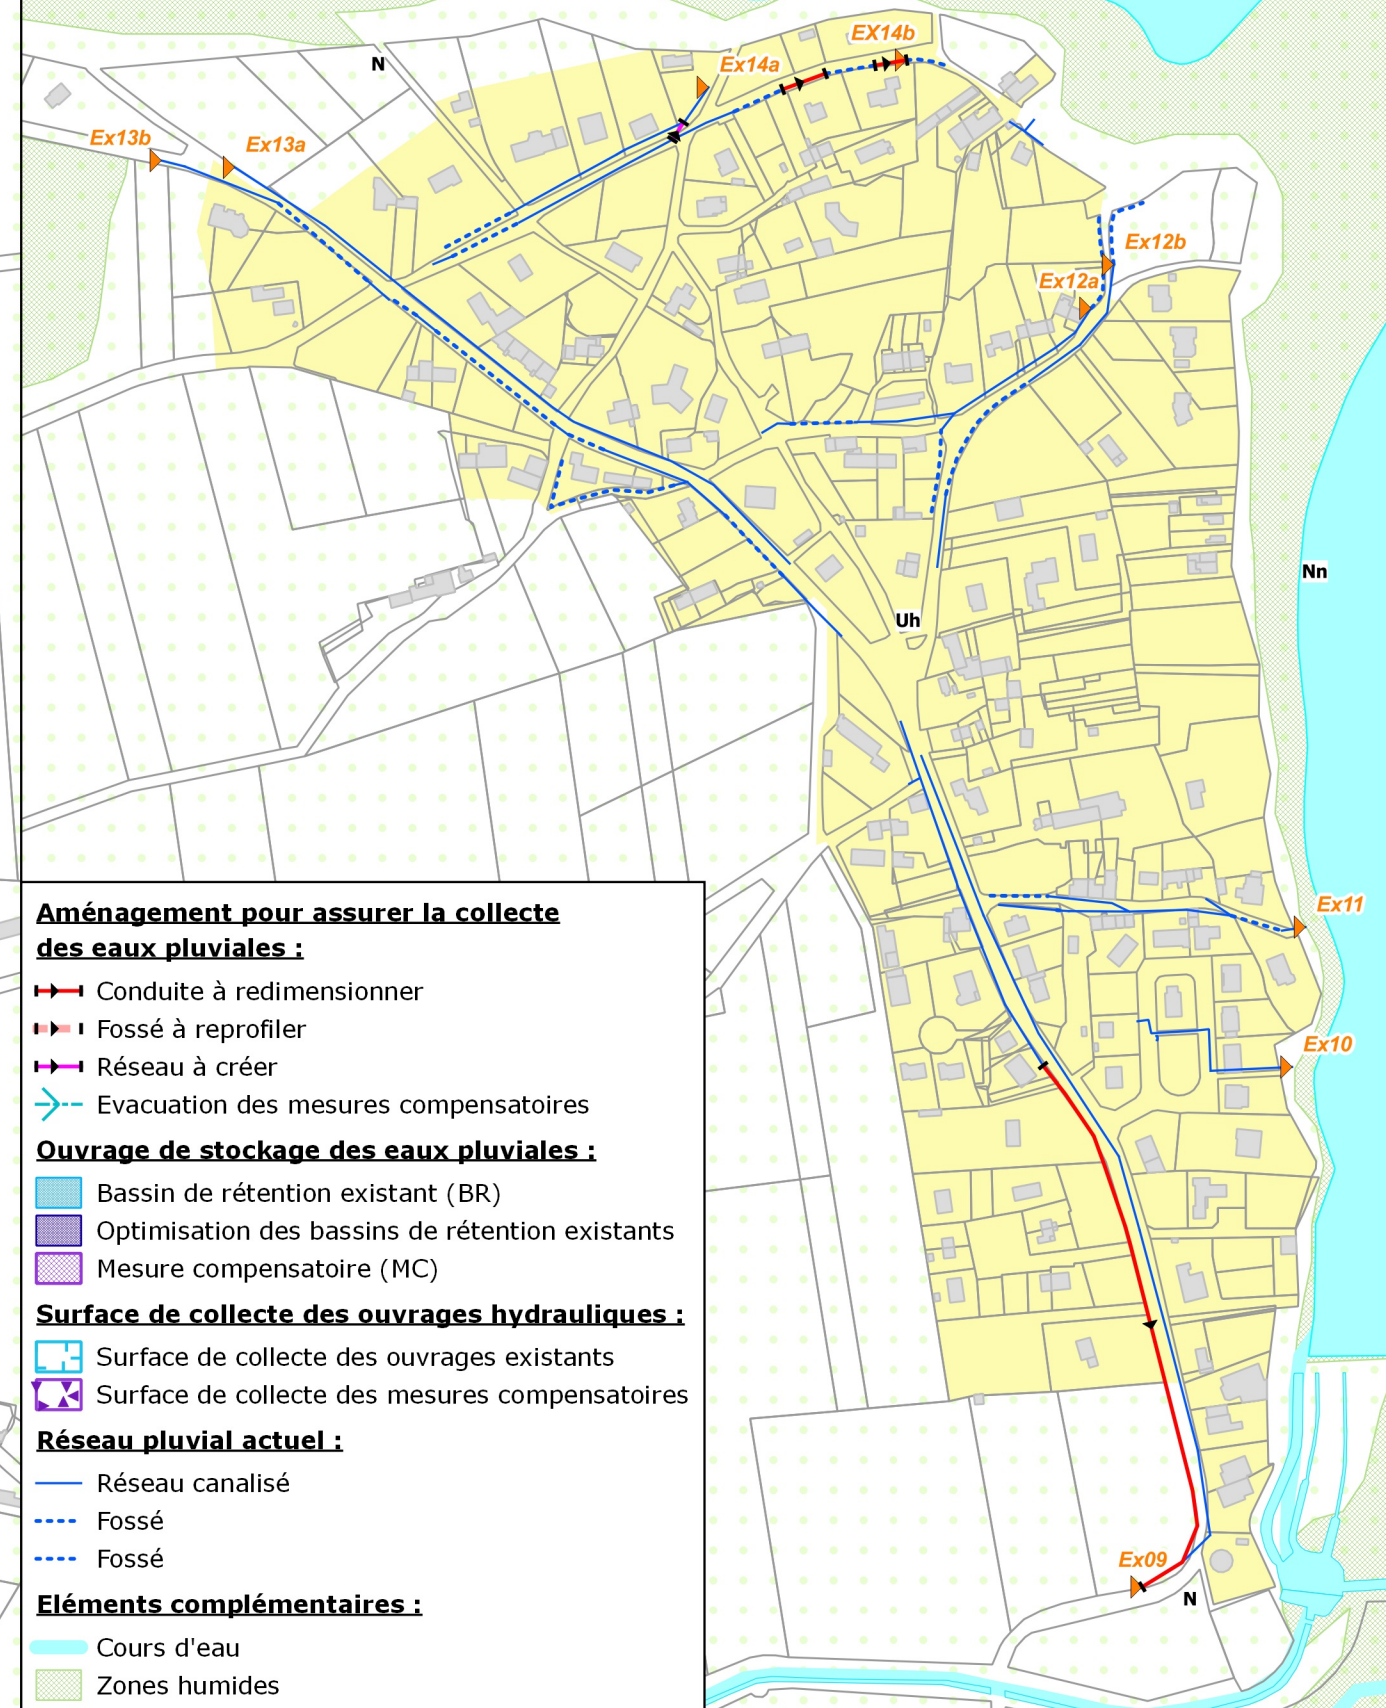 EX14b
Ex14a
N
Ex13b
Ex13a
Ex12b
Ex12a
Nn
Uh
Ex11
Ex10
Ex09
N
Aménagement pour assurer la collecte
des eaux pluviales :
Conduite à redimensionner
Fossé à reprofiler
Réseau à créer
Evacuation des mesures compensatoires
Ouvrage de stockage des eaux pluviales :
Bassin de rétention existant (BR)
Optimisation des bassins de rétention existants
Mesure compensatoire (MC)
Surface de collecte des ouvrages hydrauliques :
Surface de collecte des ouvrages existants
Surface de collecte des mesures compensatoires
Réseau pluvial actuel :
Réseau canalisé
Fossé
Fossé
Eléments complémentaires :
Cours d'eau
Zones humides